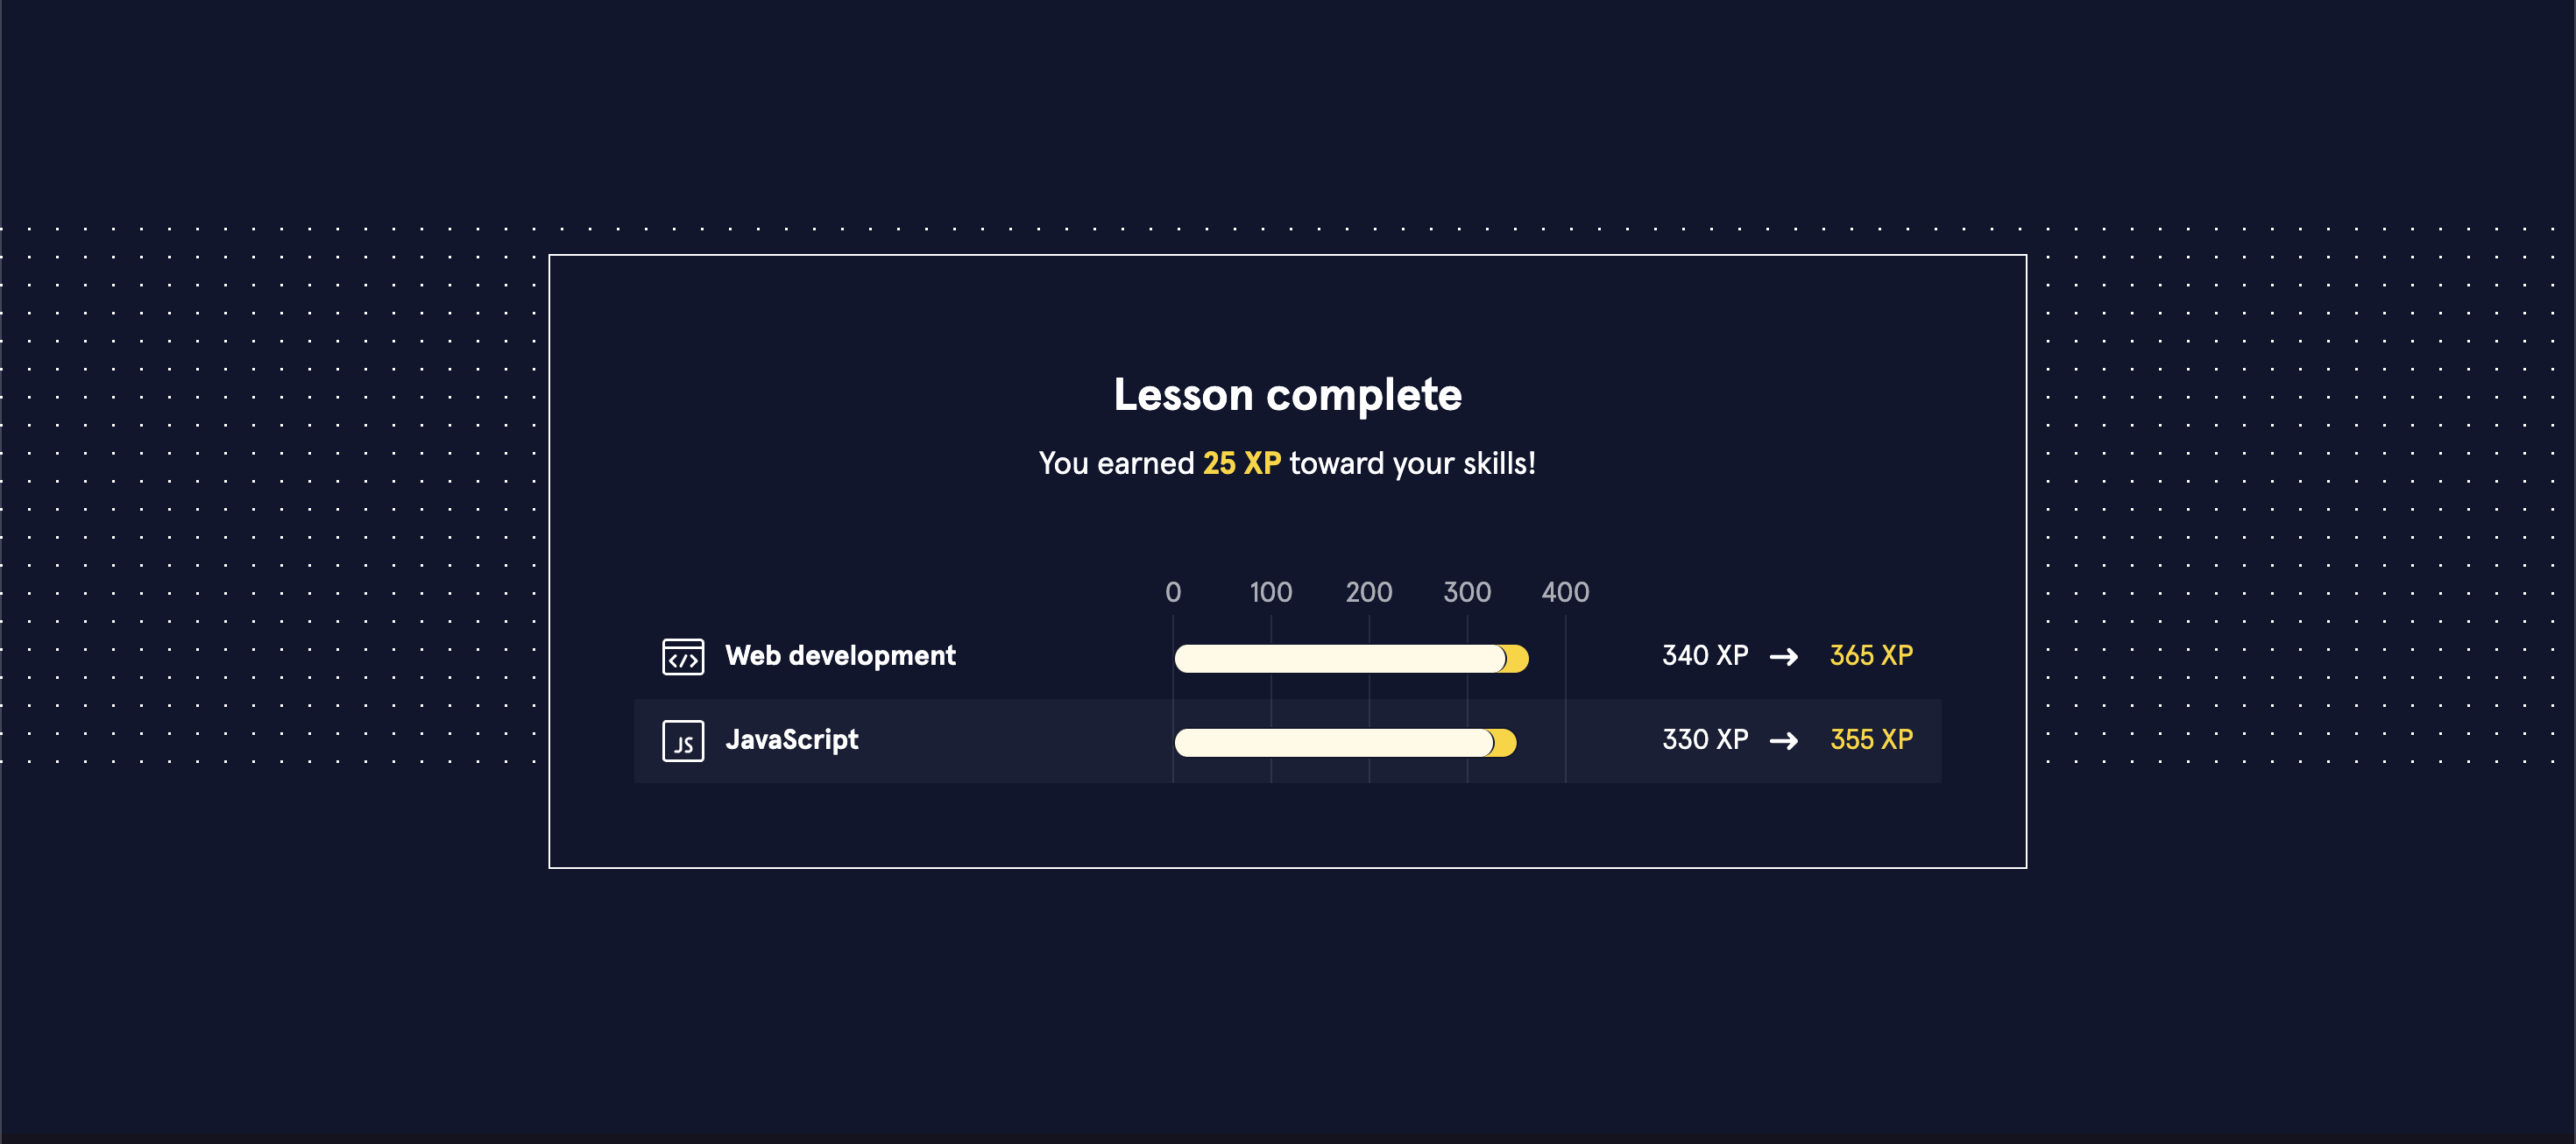 Lesson complete
You earned 25 XP toward your skills!
0 100 200 300 400
</> Web development 340 XP → 365 XP
JS JavaScript 330 XP → 355 XP